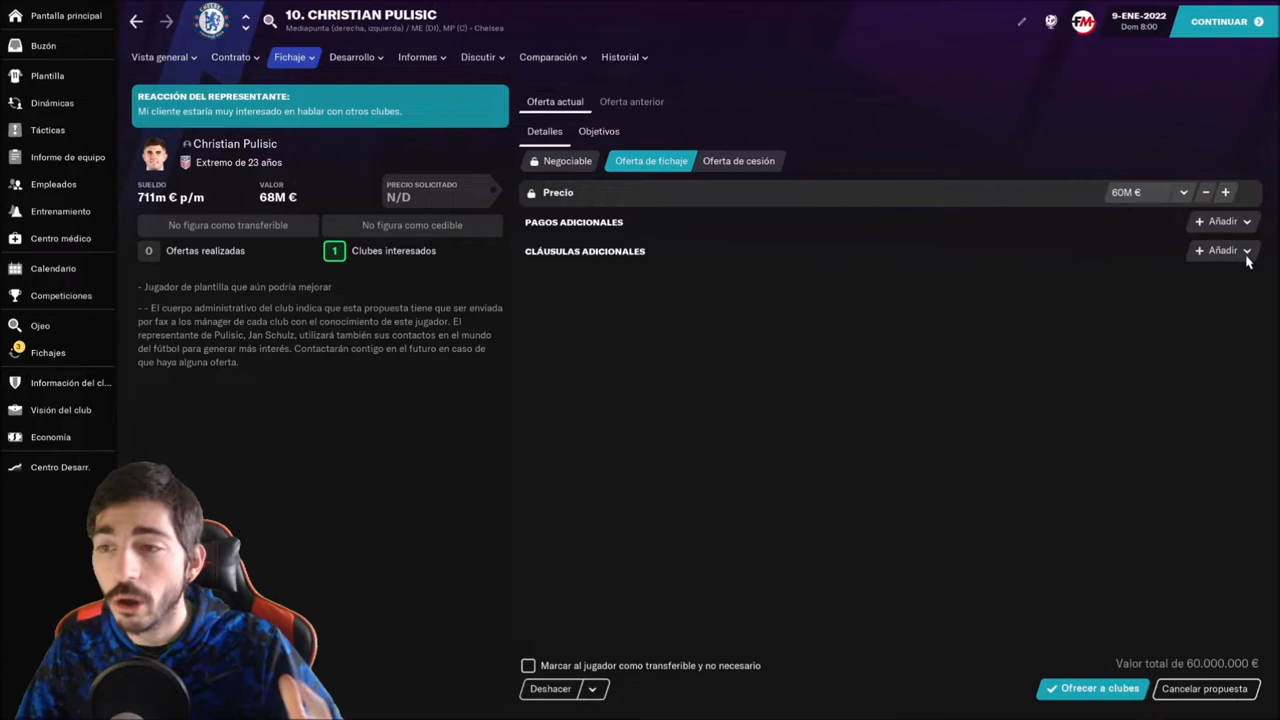 Pantalla principal
Buzón
Plantilla
Dinámicas
Tácticas
Informe de equipo
Empleados
Entrenamiento
Centro médico
Calendario
Competiciones
Ojeo
3
Fichajes
Información del cl...
Visión del club
Economía
Centro Desarr.
10. CHRISTIAN PULISIC
Mediapunta (derecha, izquierda) / ME (DI), MP (C) - Chelsea
FM
9-ENE-2022
Dom 8:00
CONTINUAR
Vista general
Contrato
Fichaje
Desarrollo
Informes
Discutir
Comparación
Historial
REACCIÓN DEL REPRESENTANTE:
Mi cliente estaría muy interesado en hablar con otros clubes.
Christian Pulisic
Extremo de 23 años
SUELDO
711m € p/m
VALOR
68M €
PRECIO SOLICITADO
N/D
No figura como transferible
No figura como cedible
0 Ofertas realizadas
1 Clubes interesados
- Jugador de plantilla que aún podría mejorar
- - El cuerpo administrativo del club indica que esta propuesta tiene que ser enviada
por fax a los mánager de cada club con el conocimiento de este jugador. El
representante de Pulisic, Jan Schulz, utilizará también sus contactos en el mundo
del fútbol para generar más interés. Contactarán contigo en el futuro en caso de
que haya alguna oferta.
Oferta actual
Oferta anterior
Detalles
Objetivos
Negociable
Oferta de fichaje
Oferta de cesión
Precio
60M €
PAGOS ADICIONALES
+ Añadir
CLÁUSULAS ADICIONALES
+ Añadir
Marcar al jugador como transferible y no necesario
Valor total de 60.000.000 €
Deshacer
Ofrecer a clubes
Cancelar propuesta